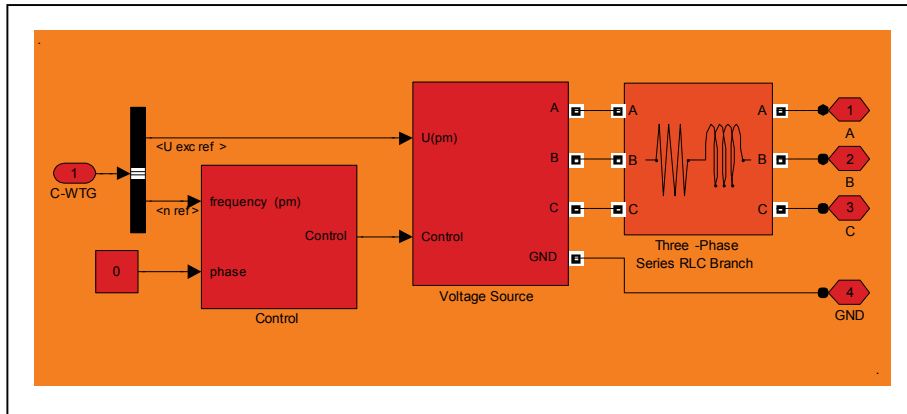 1
C-WTG
<U exc ref >
<n ref>
0
frequency (pm)
phase
Control
Control
U(pm)
Control
A
B
C
GND
Voltage Source
A
B
C
A
B
C
Three -Phase
Series RLC Branch
1
A
2
B
3
C
4
GND